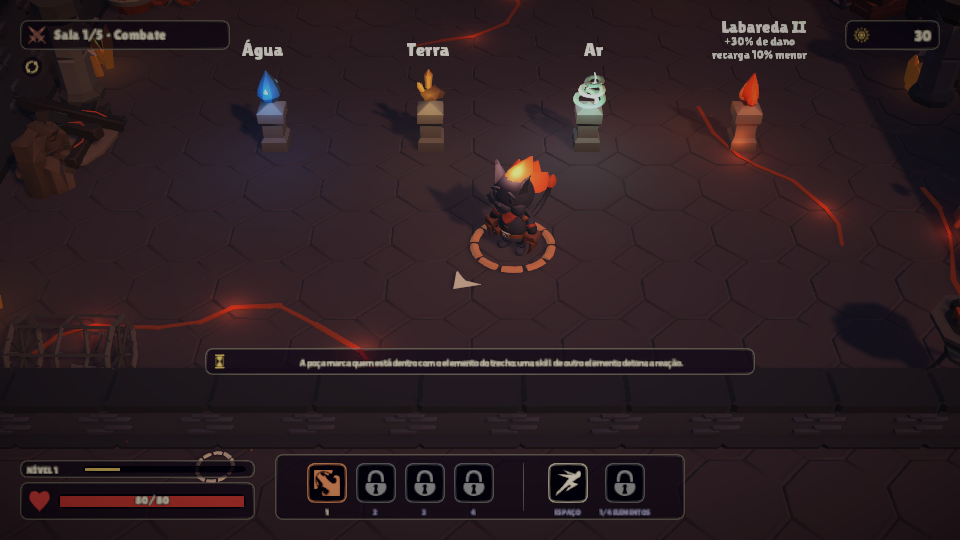 Sala 1/5 · Combate
Água
Terra
Ar
Labareda II
+30% de dano
recarga 10% menor
30
A poça marca quem está dentro com o elemento do trecho; uma skill de outro elemento detona a reação.
NÍVEL 1
80/80
1
2
3
4
ESPAÇO
1/4 ELEMENTOS